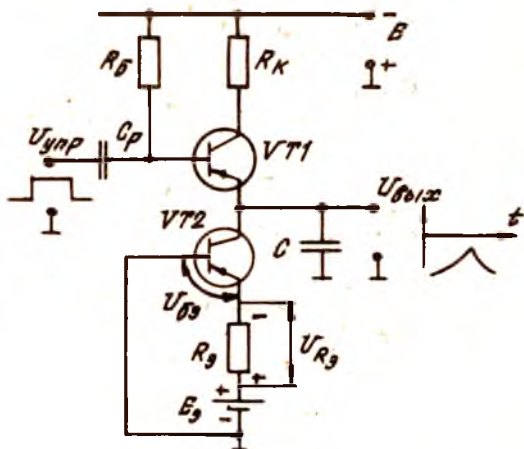 - E
+
Rб
Rк
Uупр
Cр
VT1
Uвых
t
VT2
C
Uбэ
-
Rэ
URэ
+ +
Eэ
-